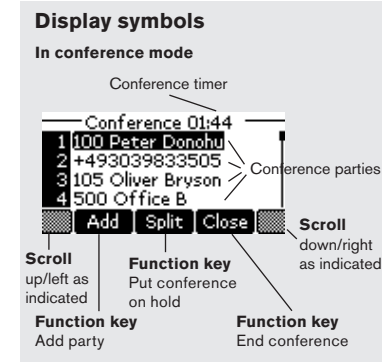 Display symbols
In conference mode
Conference timer
Conference 01:44
1 100 Peter Donohu
2 +493039833505
3 105 Oliver Bryson
4 500 Office B
Conference parties
Add Split Close
Scroll
up/left as
indicated
Function key
Put conference
on hold
Scroll
down/right
as indicated
Function key
Add party
Function key
End conference